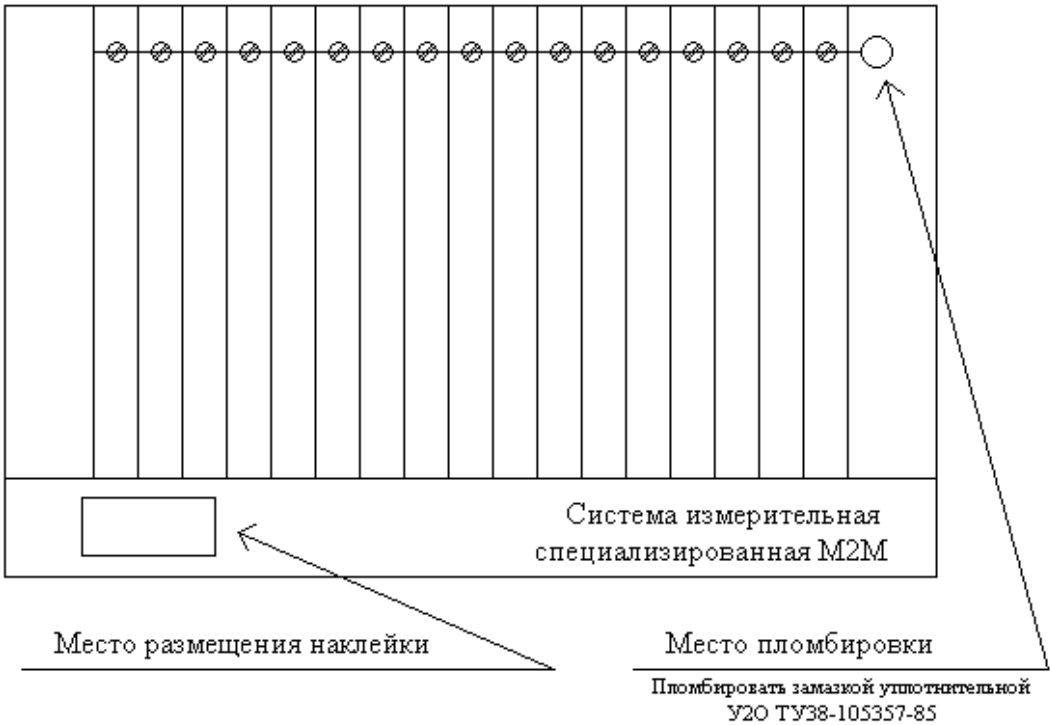 Система измерительная
специализированная М2М
Место размещения наклейки
Место пломбировки
Пломбировать замазкой уплотнительной
У2О ТУ38-105357-85